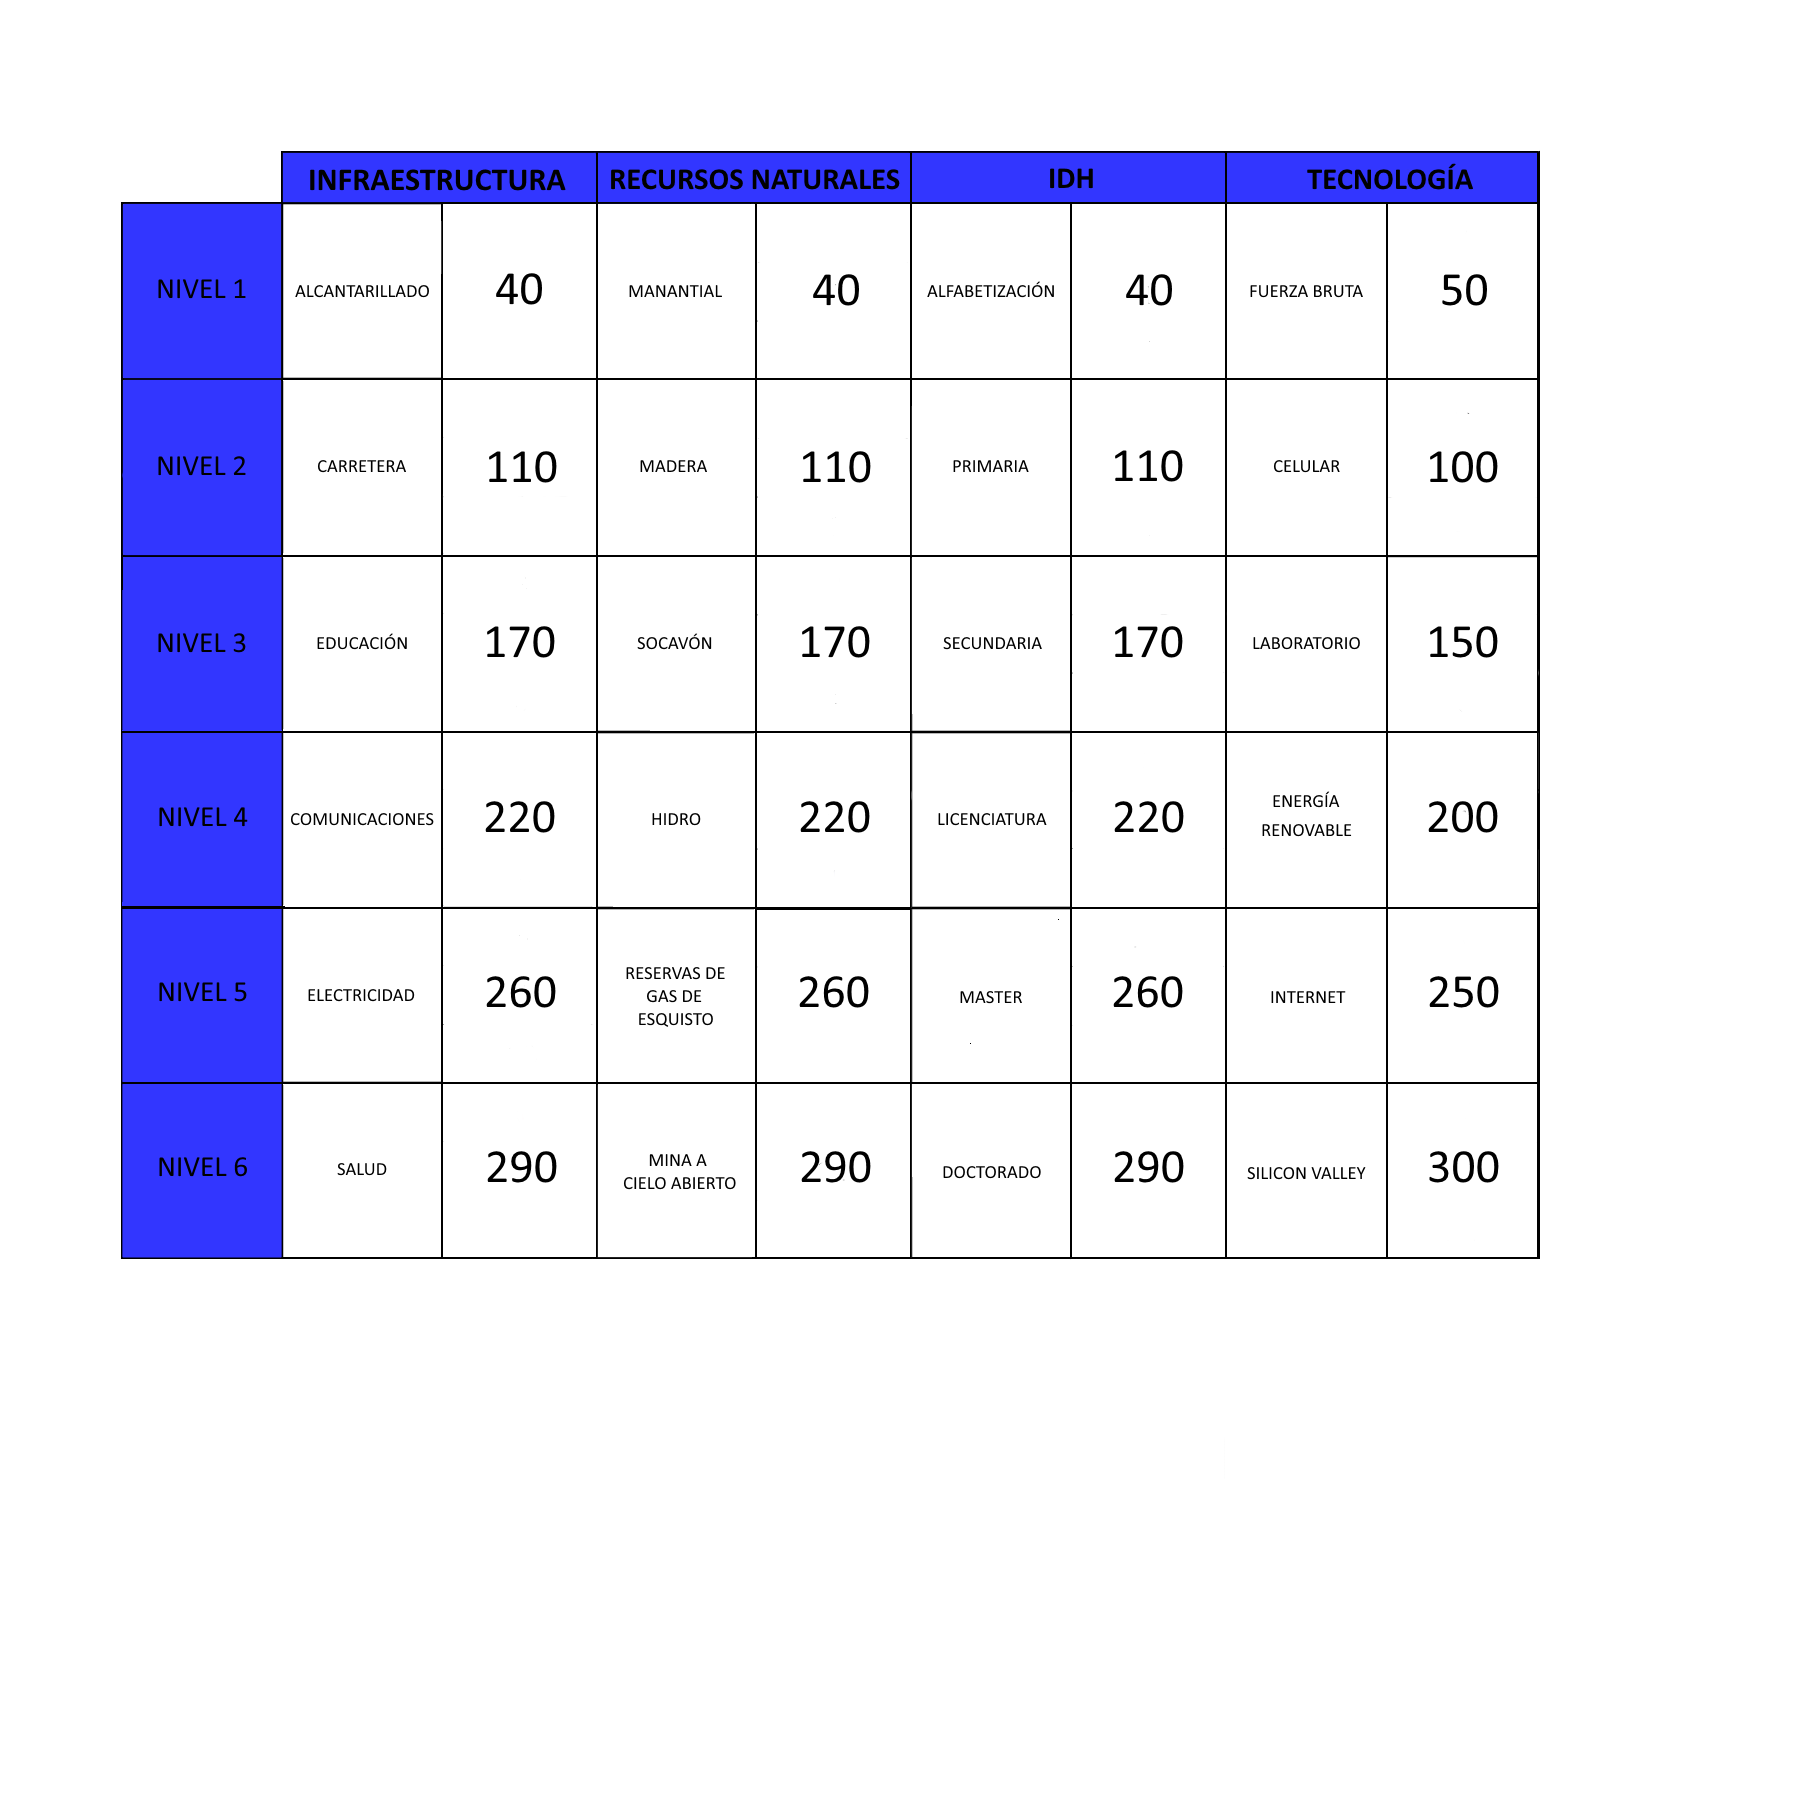 INFRAESTRUCTURA RECURSOS NATURALES IDH TECNOLOGÍA
NIVEL 1 ALCANTARILLADO 40 MANANTIAL 40 ALFABETIZACIÓN 40 FUERZA BRUTA 50
NIVEL 2 CARRETERA 110 MADERA 110 PRIMARIA 110 CELULAR 100
NIVEL 3 EDUCACIÓN 170 SOCAVÓN 170 SECUNDARIA 170 LABORATORIO 150
NIVEL 4 COMUNICACIONES 220 HIDRO 220 LICENCIATURA 220 ENERGÍA
RENOVABLE 200
NIVEL 5 ELECTRICIDAD 260 RESERVAS DE
GAS DE
ESQUISTO 260 MASTER 260 INTERNET 250
NIVEL 6 SALUD 290 MINA A
CIELO ABIERTO 290 DOCTORADO 290 SILICON VALLEY 300